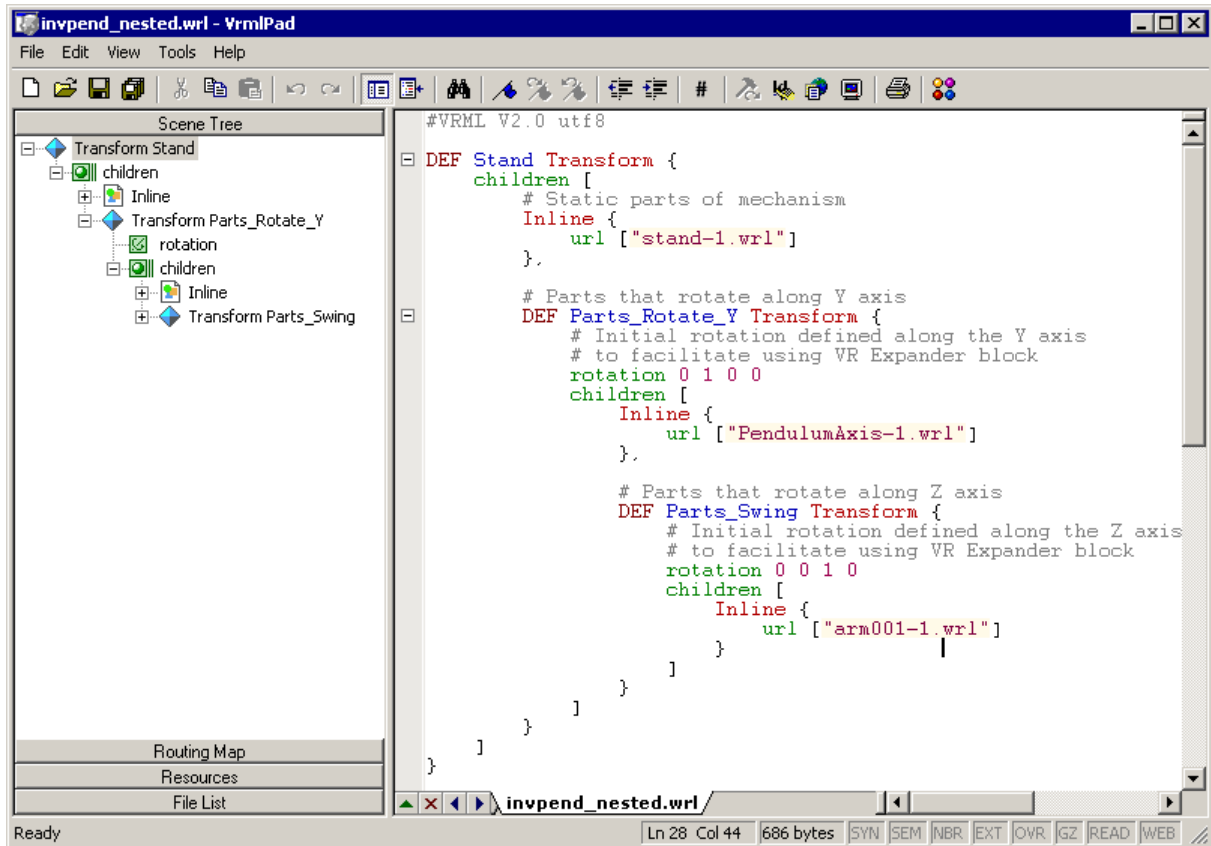 invpend_nested.wrl - VrmlPad
File Edit View Tools Help
#
Scene Tree
Transform Stand
children
Inline
Transform Parts_Rotate_Y
rotation
children
Inline
Transform Parts_Swing
Routing Map
Resources
File List
#VRML V2.0 utf8
DEF Stand Transform {
children [
# Static parts of mechanism
Inline {
url ["stand-1.wrl"]
},
# Parts that rotate along Y axis
DEF Parts_Rotate_Y Transform {
# Initial rotation defined along the Y axis
# to facilitate using VR Expander block
rotation 0 1 0 0
children [
Inline {
url ["PendulumAxis-1.wrl"]
},
# Parts that rotate along Z axis
DEF Parts_Swing Transform {
# Initial rotation defined along the Z axis
# to facilitate using VR Expander block
rotation 0 0 1 0
children [
Inline {
url ["arm001-1.wrl"]
}
]
}
]
}
]
}
invpend_nested.wrl
Ready Ln 28 Col 44 686 bytes SYN SEM NBR EXT OVR GZ READ WEB